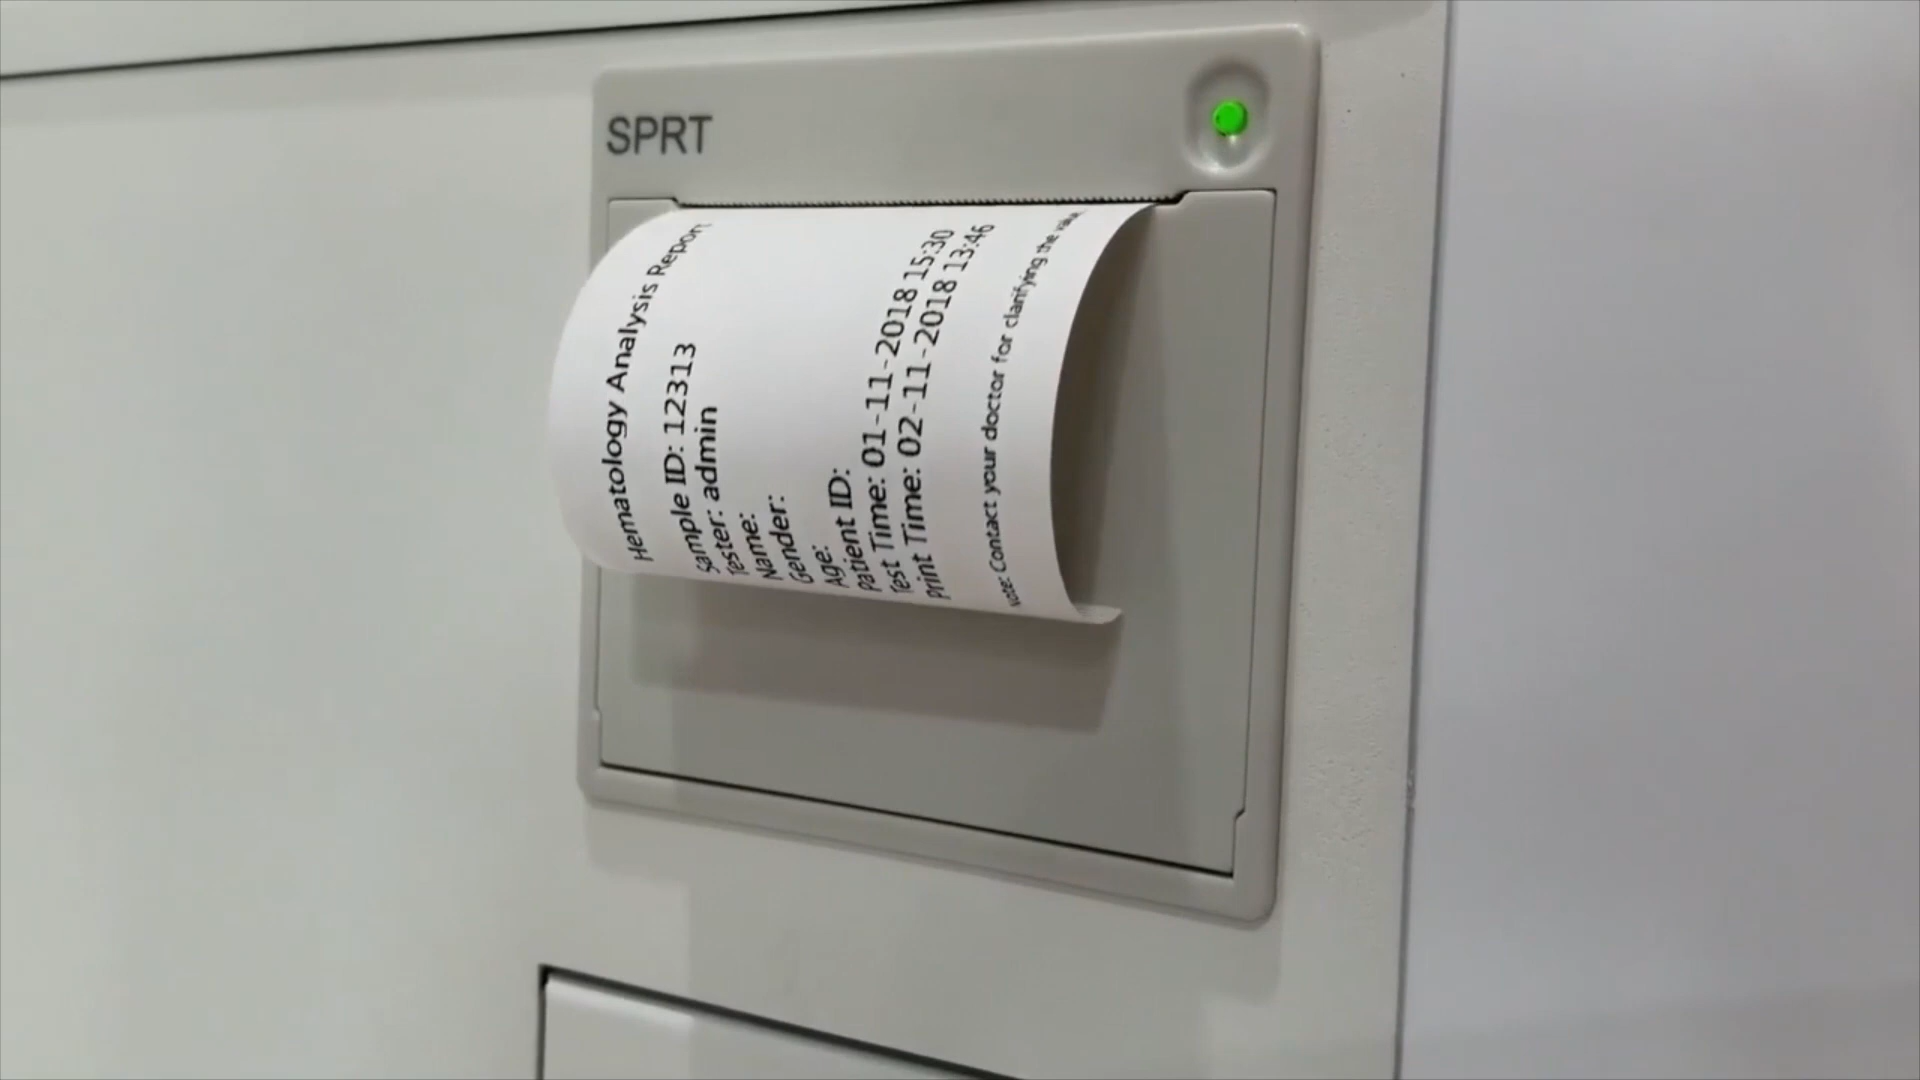 SPRT
Hematology Analysis Report
Sample ID: 12313
Tester: admin
Name:
Gender:
Age:
Patient ID:
Test Time: 01-11-2018 15:30
Print Time: 02-11-2018 13:46
Note: Contact your doctor for clarifying the